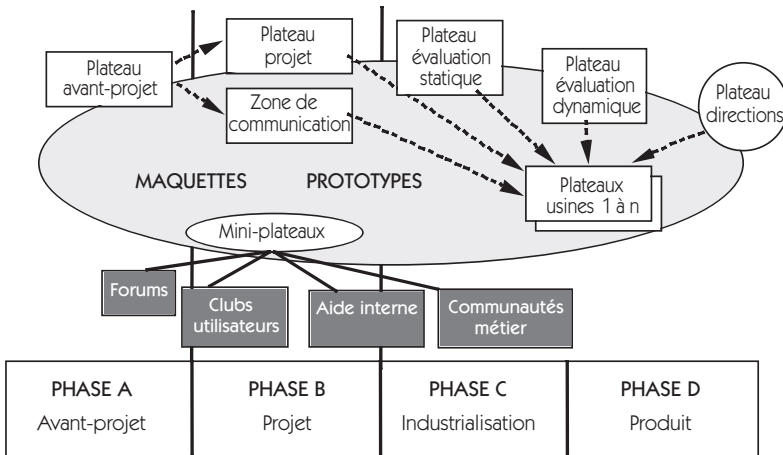 Plateau
avant-projet
Plateau
projet
Zone de
communication
Plateau
évaluation
statique
Plateau
évaluation
dynamique
Plateau
directions
MAQUETTES
PROTOTYPES
Plateaux
usines 1 à n
Mini-plateaux
Forums
Clubs
utilisateurs
Aide interne
Communautés
métier
PHASE A
Avant-projet
PHASE B
Projet
PHASE C
Industrialisation
PHASE D
Produit